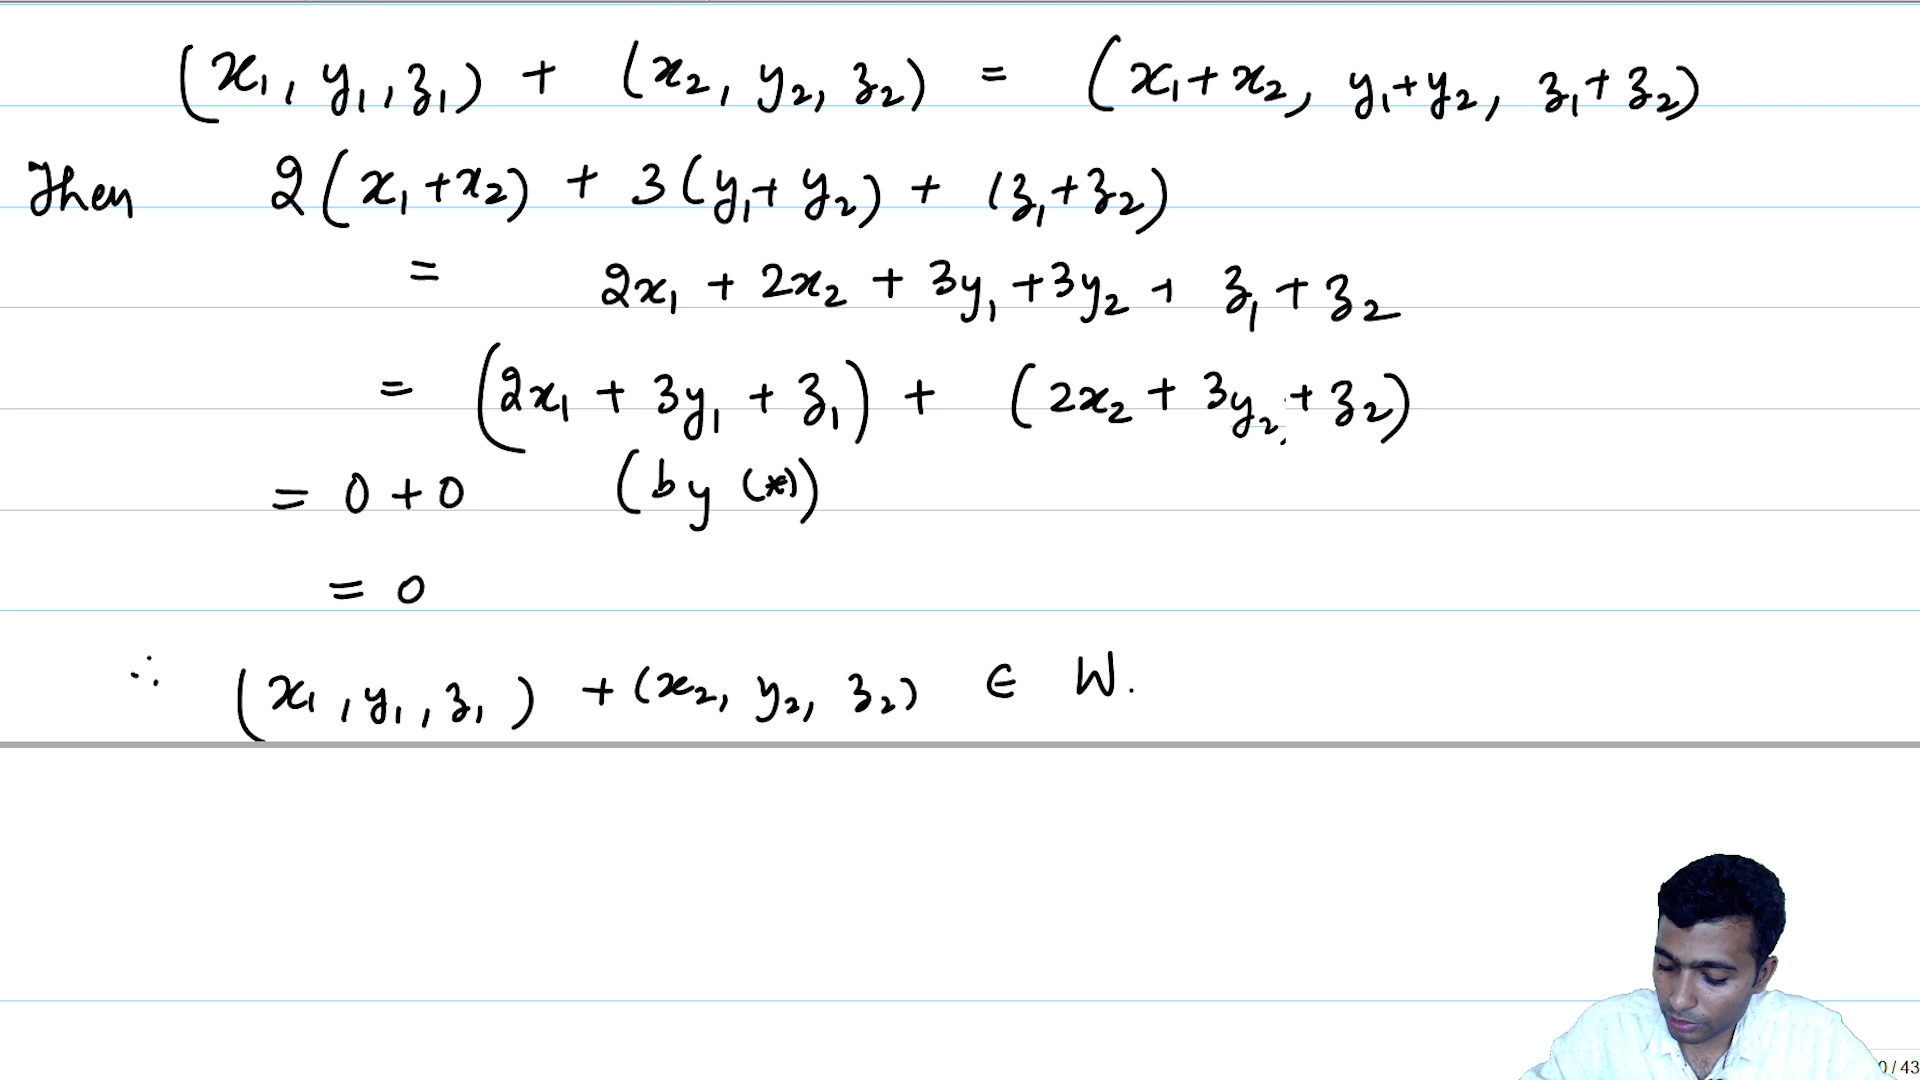 (x₁, y₁, z₁) + (x₂, y₂, z₂) = (x₁+x₂, y₁+y₂, z₁+z₂)
Then 2(x₁+x₂) + 3(y₁+y₂) + (z₁+z₂)
= 2x₁ + 2x₂ + 3y₁ + 3y₂ + z₁ + z₂
= (2x₁ + 3y₁ + z₁) + (2x₂ + 3y₂ + z₂)
= 0 + 0 (by (*))
= 0
∴ (x₁, y₁, z₁) + (x₂, y₂, z₂) ∈ W.